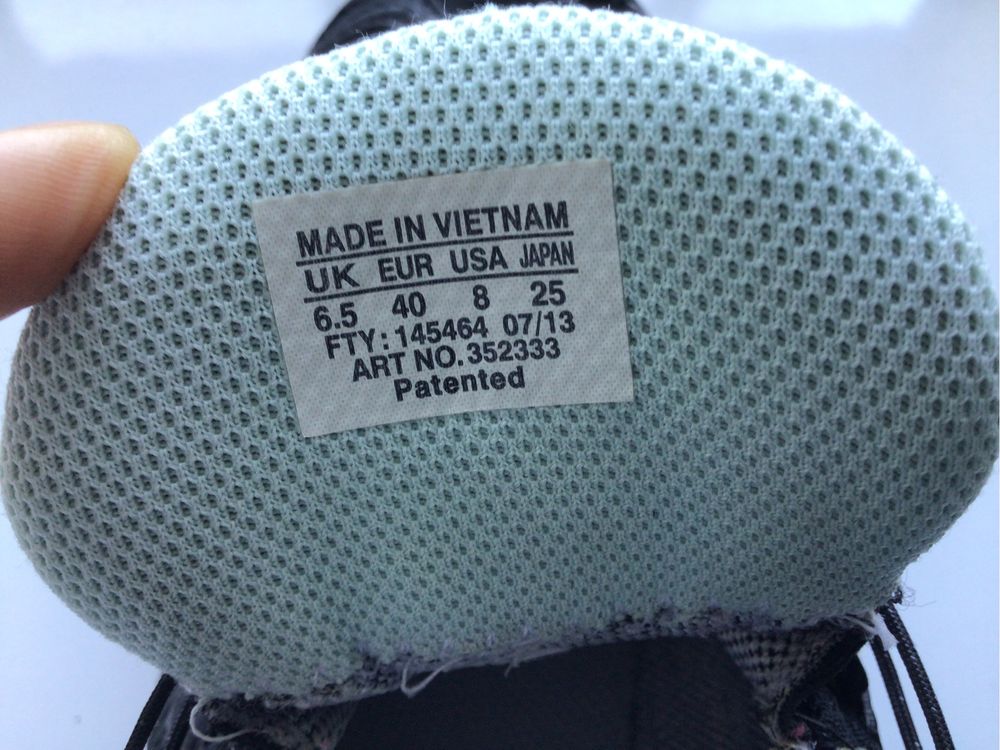 MADE IN VIETNAM
UK EUR USA JAPAN
6.5 40 8 25
FTY: 145464 07/13
ART NO. 352333
Patented